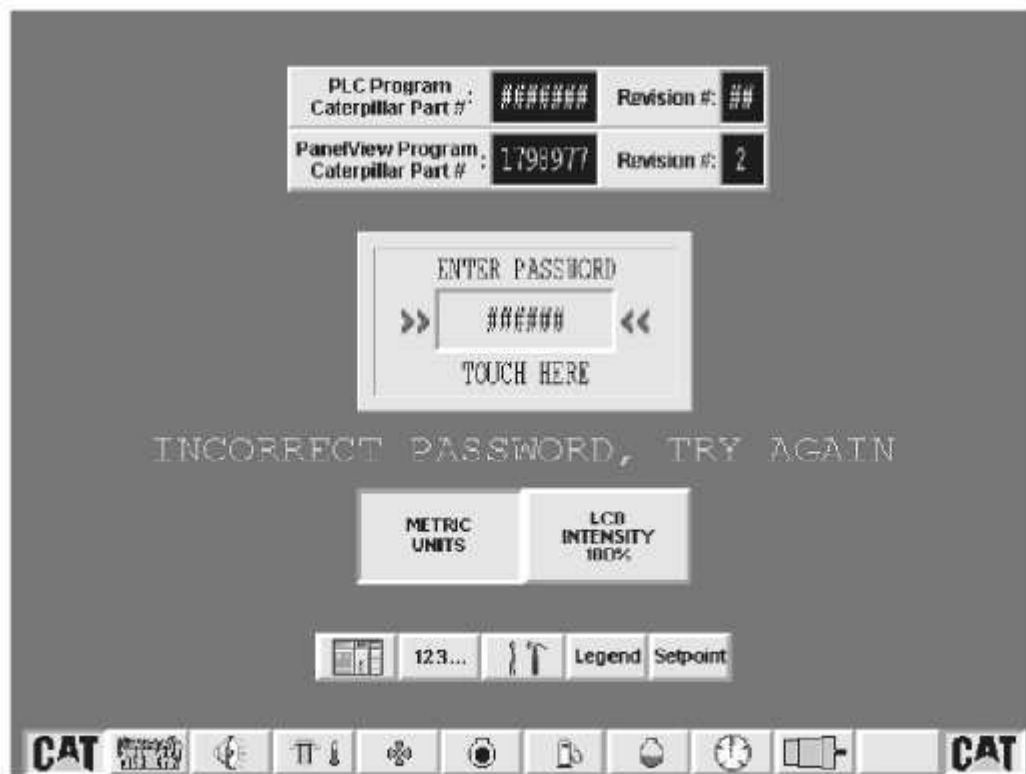 PLC Program
Caterpillar Part # : ####### Revision #: ##
PanelView Program
Caterpillar Part # : 1798977 Revision #: 2
ENTER PASSWORD
>> ###### <<
TOUCH HERE
INCORRECT PASSWORD, TRY AGAIN
METRIC
UNITS
LCD
INTENSITY
100%
123...
Legend
Setpoint
CAT
CAT